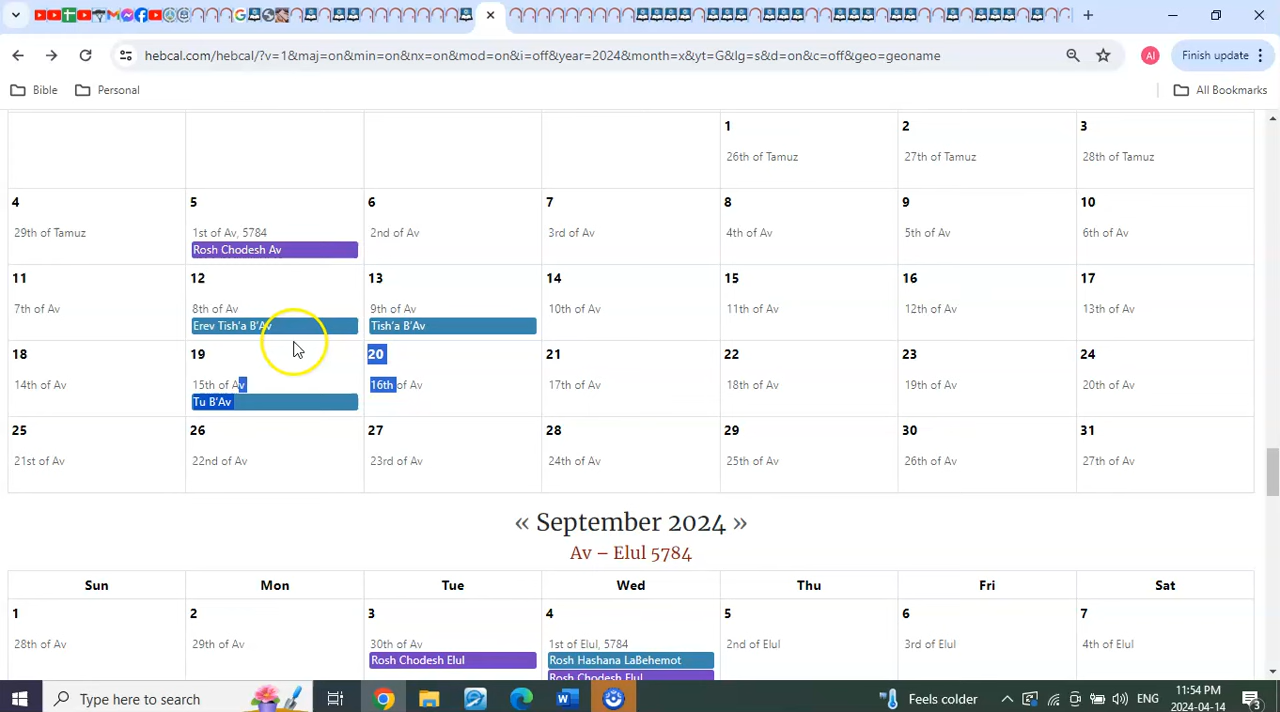 Finish update
hebcal.com/hebcal/?v=1&maj=on&min=on&nx=on&mod=on&i=off&year=2024&month=x&yt=G&lg=s&d=on&c=off&geo=geoname
AI
Bible
Personal
All Bookmarks
1
2
3
26th of Tamuz
27th of Tamuz
28th of Tamuz
4
5
6
7
8
9
10
29th of Tamuz
1st of Av, 5784
2nd of Av
3rd of Av
4th of Av
5th of Av
6th of Av
Rosh Chodesh Av
11
12
13
14
15
16
17
7th of Av
8th of Av
9th of Av
10th of Av
11th of Av
12th of Av
13th of Av
Erev Tish'a B'Av
Tish'a B'Av
18
19
20
21
22
23
24
14th of Av
15th of Av
16th of Av
17th of Av
18th of Av
19th of Av
20th of Av
Tu B'Av
25
26
27
28
29
30
31
21st of Av
22nd of Av
23rd of Av
24th of Av
25th of Av
26th of Av
27th of Av
« September 2024 »
Av – Elul 5784
Sun
Mon
Tue
Wed
Thu
Fri
Sat
1
2
3
4
5
6
7
28th of Av
29th of Av
30th of Av
1st of Elul, 5784
2nd of Elul
3rd of Elul
4th of Elul
Rosh Chodesh Elul
Rosh Hashana LaBehemot
Rosh Chodesh Elul
Type here to search
Feels colder
ENG
11:54 PM
2024-04-14
3